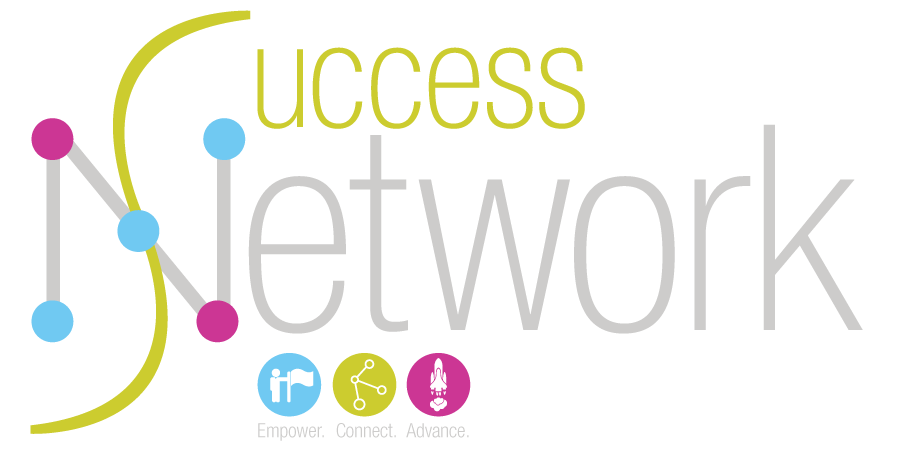 Success
Network
Empower. Connect. Advance.